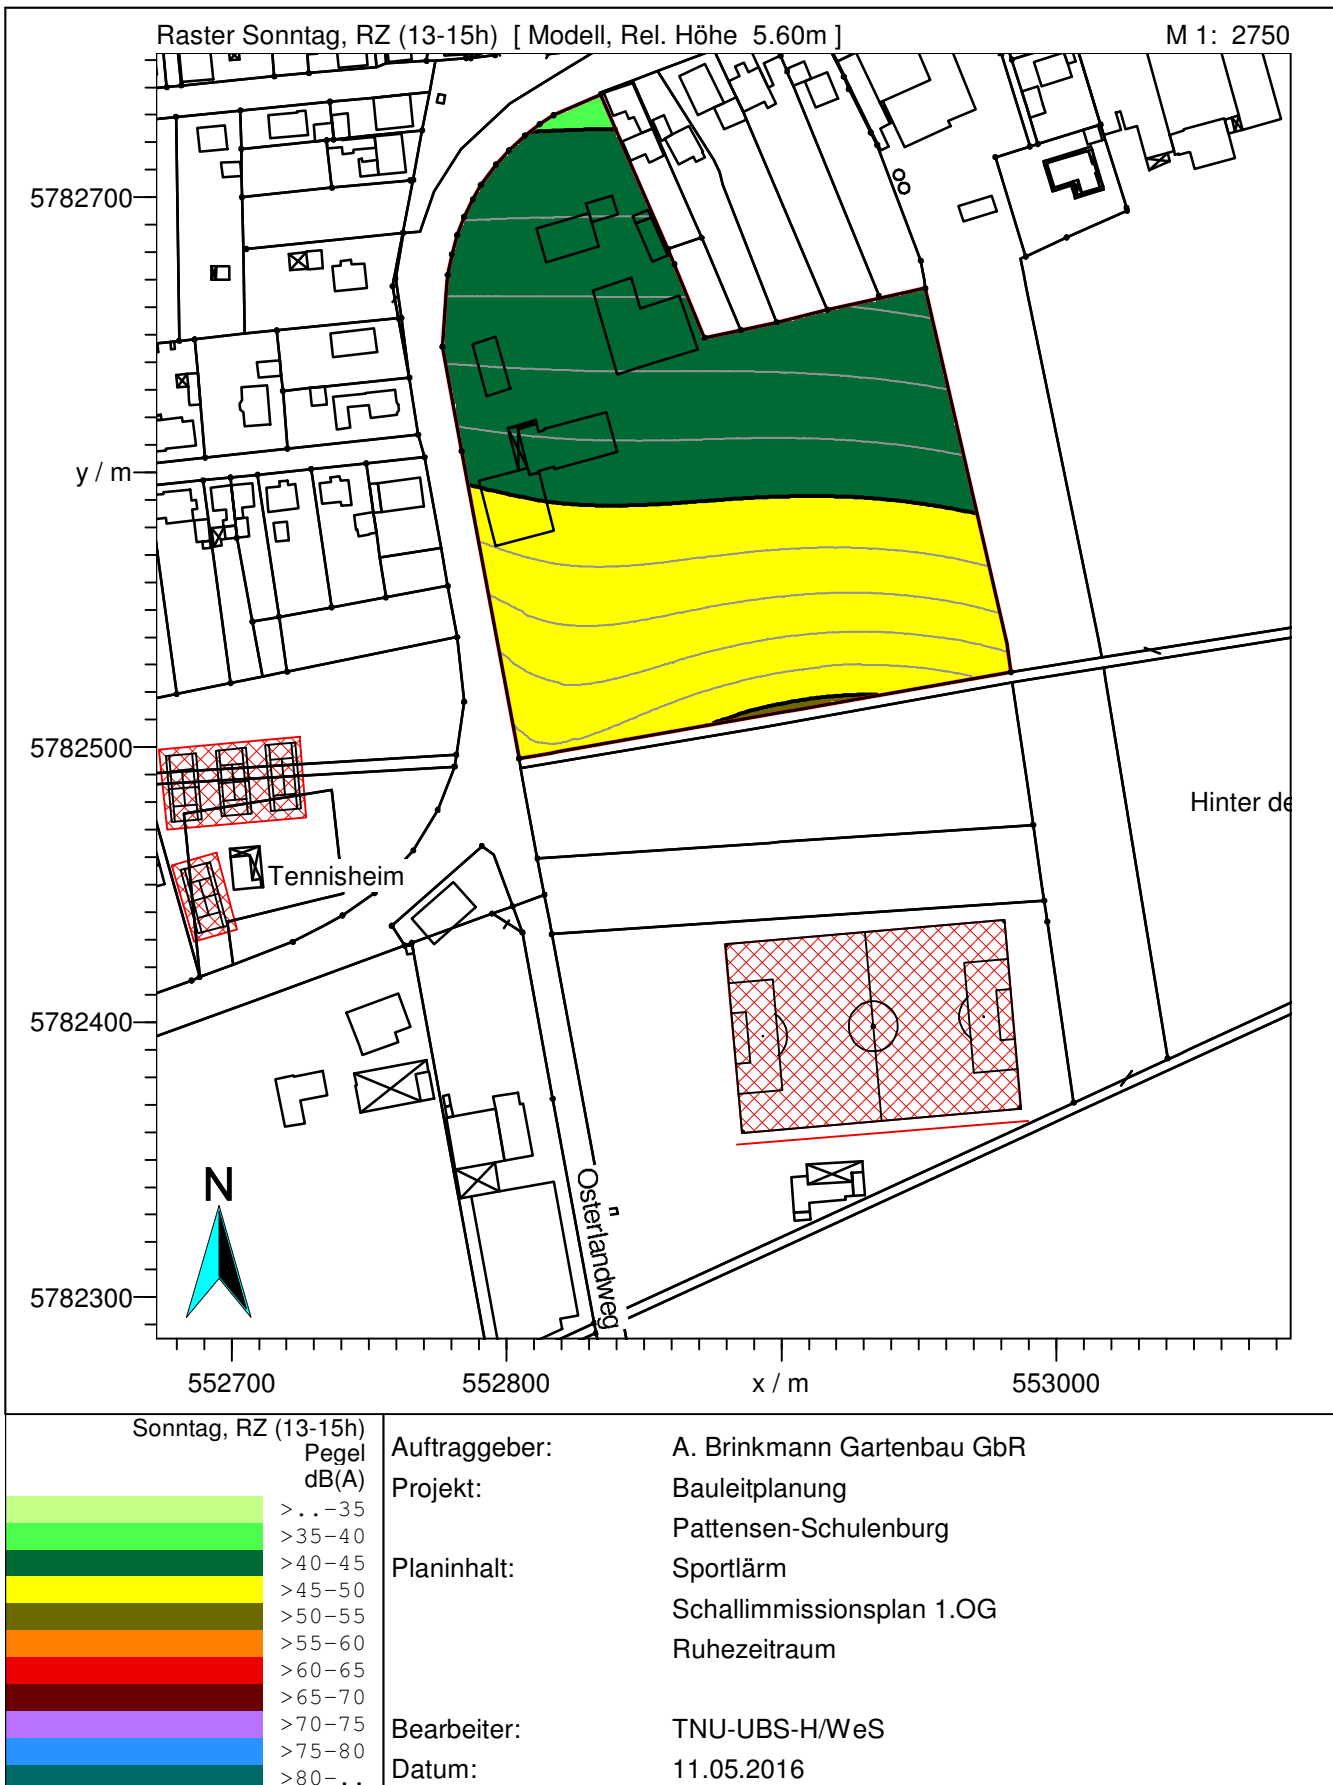 Raster Sonntag, RZ (13-15h) [ Modell, Rel. Höhe 5.60m ] M 1: 2750
5782700
y / m
5782500
Hinter de
Tennisheim
5782400
N
Osterlandweg
5782300
552700 552800 x / m 553000
Sonntag, RZ (13-15h)
Pegel
dB(A)
>..-35
>35-40
>40-45
>45-50
>50-55
>55-60
>60-65
>65-70
>70-75
>75-80
>80-..
Auftraggeber: A. Brinkmann Gartenbau GbR
Projekt: Bauleitplanung
Pattensen-Schulenburg
Planinhalt: Sportlärm
Schallimmissionsplan 1.OG
Ruhezeitraum
Bearbeiter: TNU-UBS-H/WeS
Datum: 11.05.2016